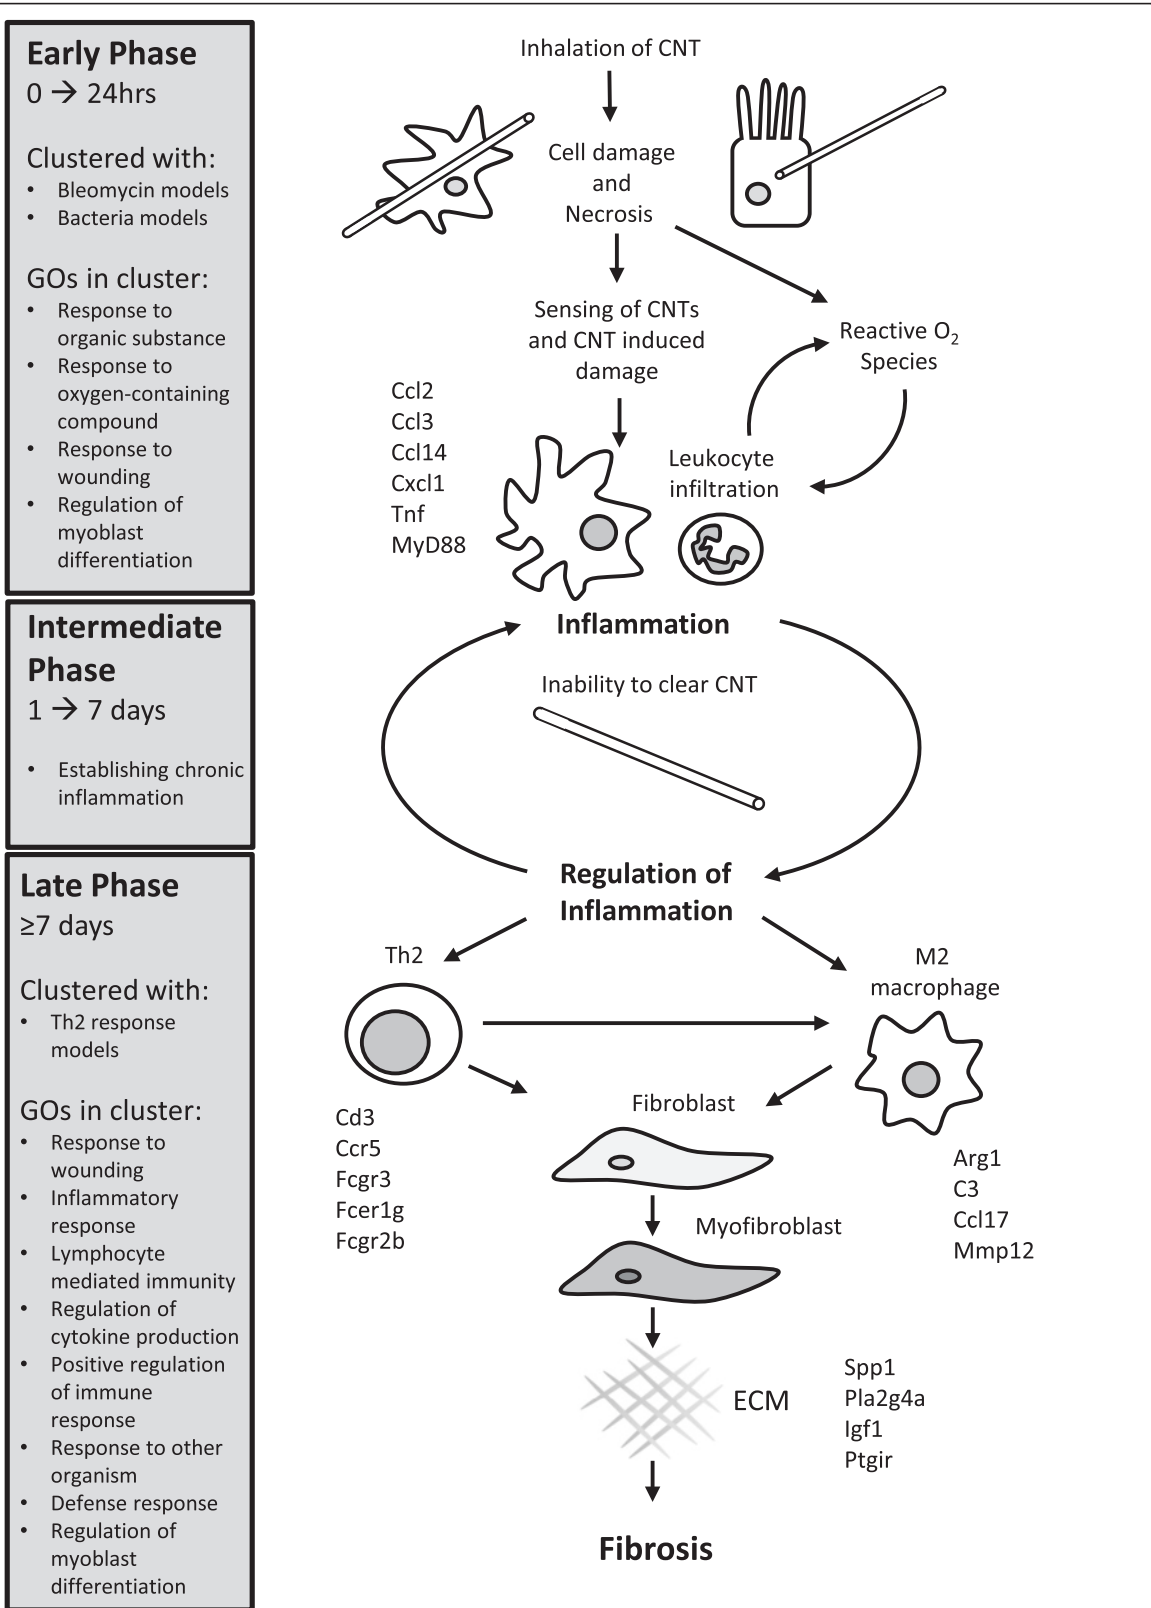 Early Phase
0 → 24hrs
Clustered with:
• Bleomycin models
• Bacteria models
GOs in cluster:
• Response to
organic substance
• Response to
oxygen-containing
compound
• Response to
wounding
• Regulation of
myoblast
differentiation
Intermediate
Phase
1 → 7 days
• Establishing chronic
inflammation
Late Phase
≥7 days
Clustered with:
• Th2 response
models
GOs in cluster:
• Response to
wounding
• Inflammatory
response
• Lymphocyte
mediated immunity
• Regulation of
cytokine production
• Positive regulation
of immune
response
• Response to other
organism
• Defense response
• Regulation of
myoblast
differentiation
Inhalation of CNT
Cell damage
and
Necrosis
Sensing of CNTs
and CNT induced
damage
Reactive O₂
Species
Ccl2
Ccl3
Ccl14
Cxcl1
Tnf
MyD88
Leukocyte
infiltration
Inflammation
Inability to clear CNT
Regulation of
Inflammation
Th2
M2
macrophage
Cd3
Ccr5
Fcgr3
Fcer1g
Fcgr2b
Fibroblast
Arg1
C3
Ccl17
Mmp12
Myofibroblast
ECM
Spp1
Pla2g4a
Igf1
Ptgir
Fibrosis